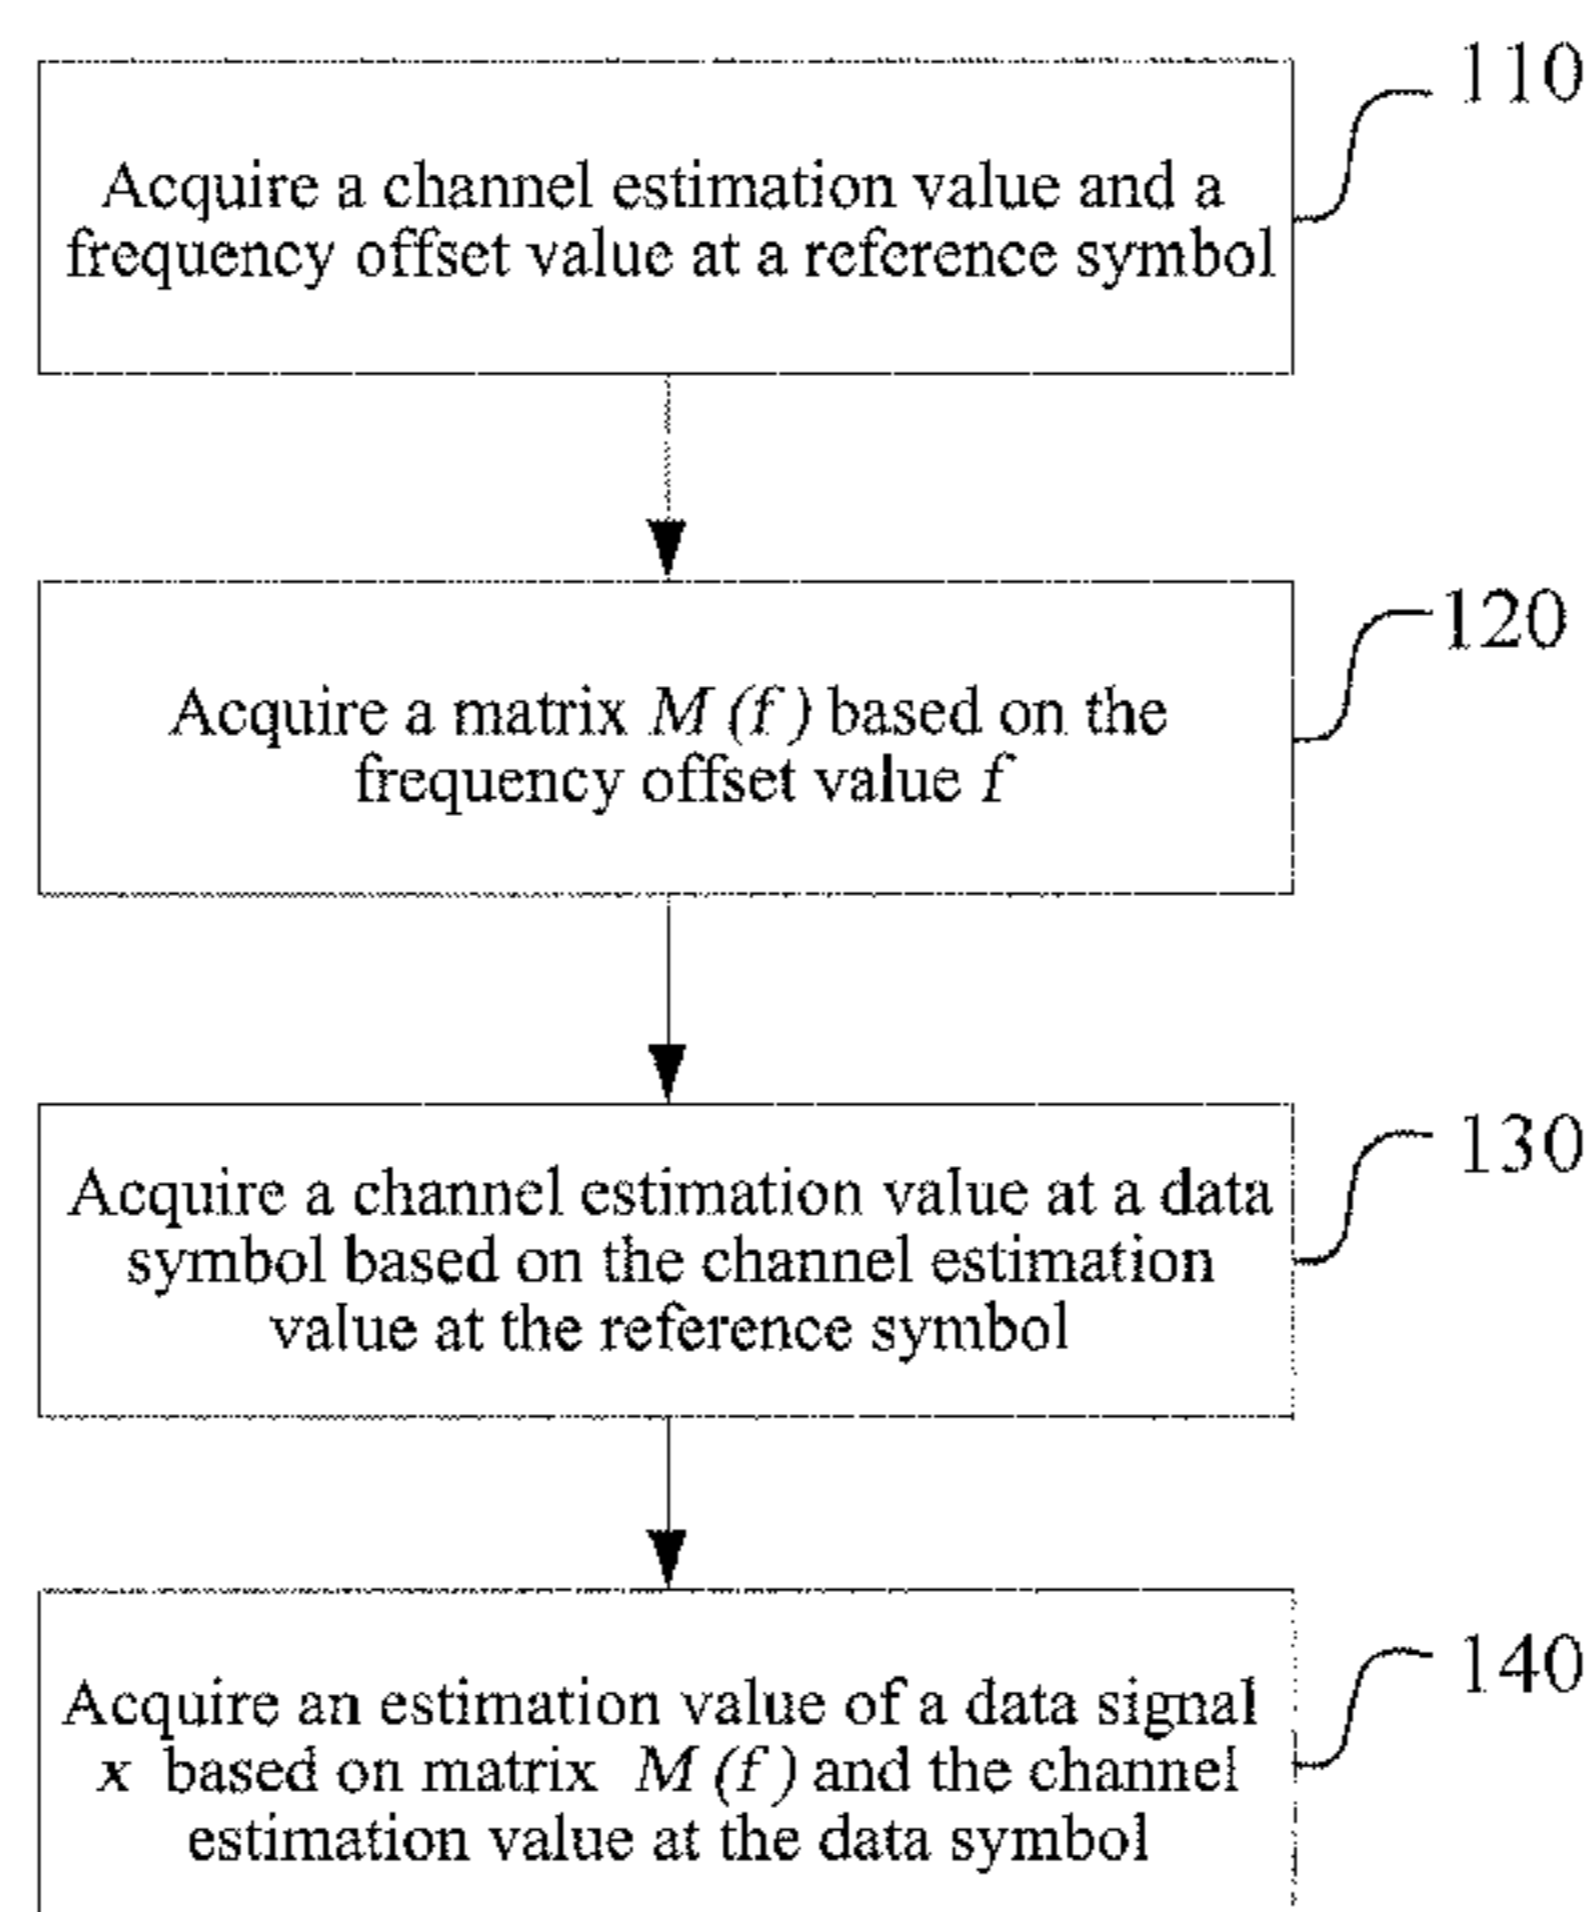 110
Acquire a channel estimation value and a
frequency offset value at a reference symbol
120
Acquire a matrix M (f) based on the
frequency offset value f
130
Acquire a channel estimation value at a data
symbol based on the channel estimation
value at the reference symbol
140
Acquire an estimation value of a data signal
x based on matrix M (f) and the channel
estimation value at the data symbol